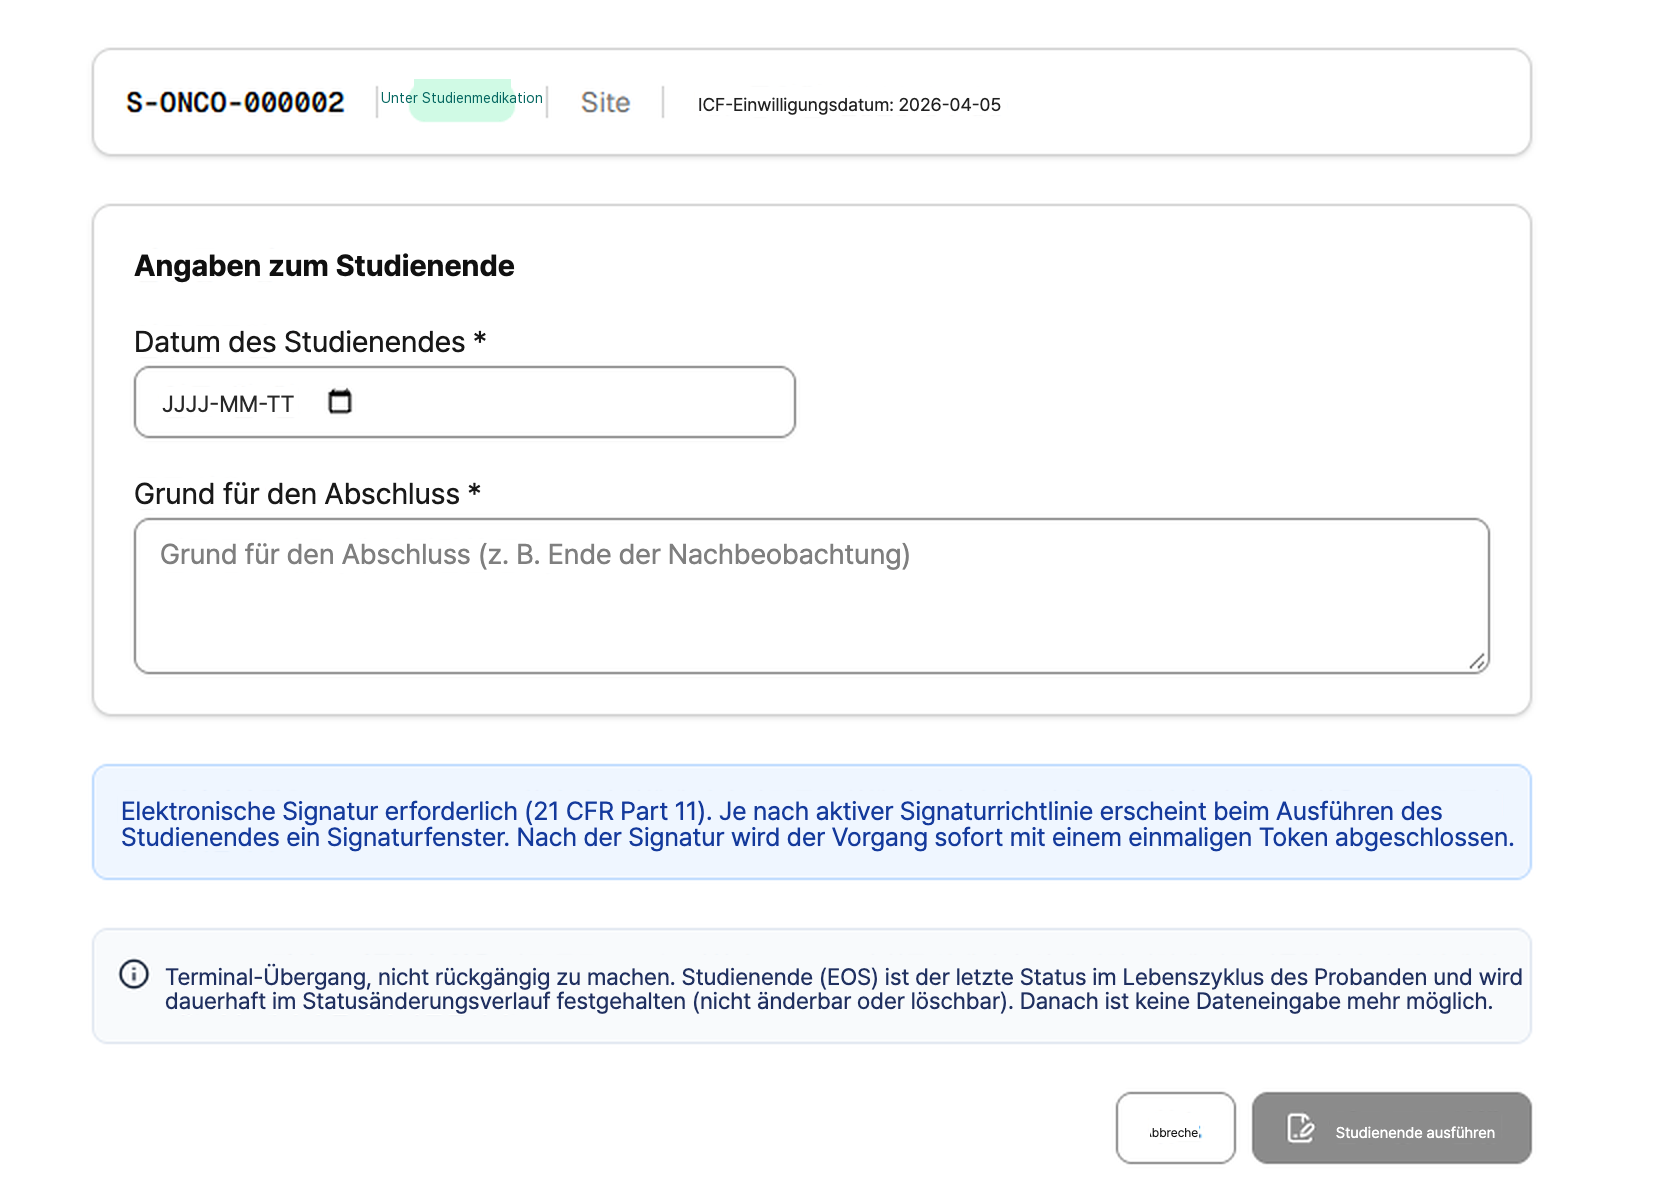 S-ONCO-000002
Unter Studienmedikation
Site
ICF-Einwilligungsdatum: 2026-04-05
Angaben zum Studienende
Datum des Studienendes *
JJJJ-MM-TT
Grund für den Abschluss *
Grund für den Abschluss (z. B. Ende der Nachbeobachtung)
Elektronische Signatur erforderlich (21 CFR Part 11). Je nach aktiver Signaturrichtlinie erscheint beim Ausführen des
Studienendes ein Signaturfenster. Nach der Signatur wird der Vorgang sofort mit einem einmaligen Token abgeschlossen.
Terminal-Übergang, nicht rückgängig zu machen. Studienende (EOS) ist der letzte Status im Lebenszyklus des Probanden und wird
dauerhaft im Statusänderungsverlauf festgehalten (nicht änderbar oder löschbar). Danach ist keine Dateneingabe mehr möglich.
Studienende ausführen